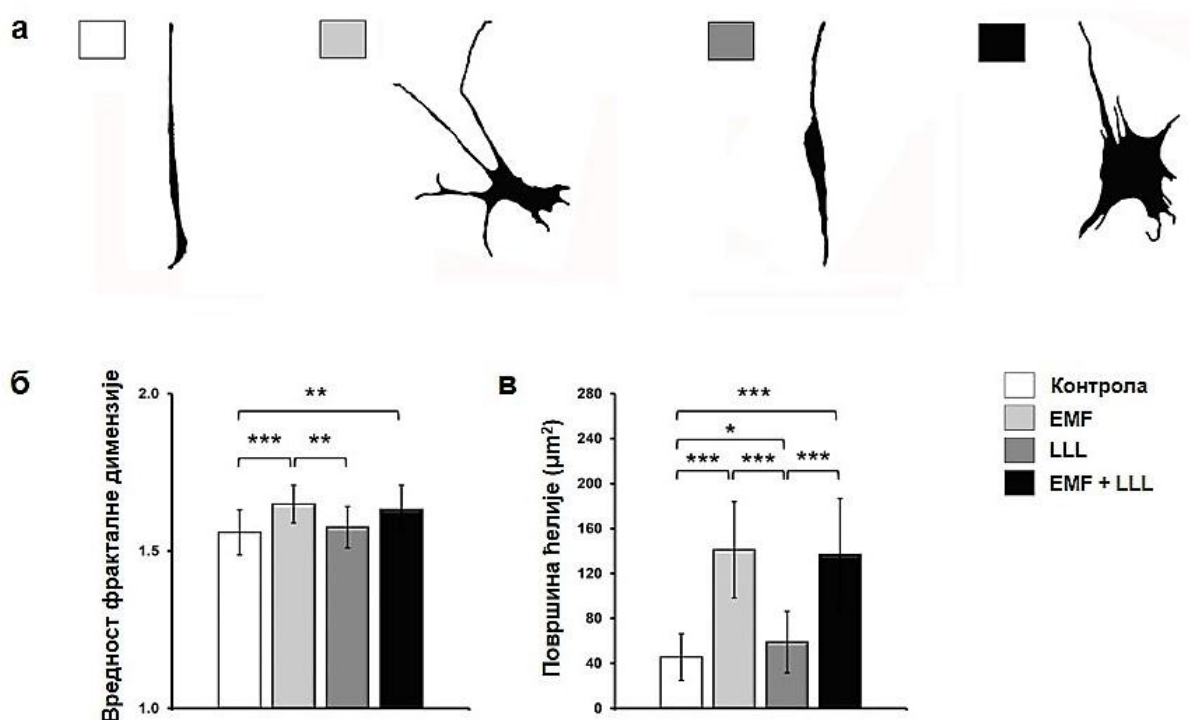 а
б
Вредност фракталне димензије
2.0
1.5
1.0
**
*** **
в
Површина ћелије (µm²)
280
240
200
160
120
80
40
0
***
*
*** *** ***
Контрола
EMF
LLL
EMF + LLL